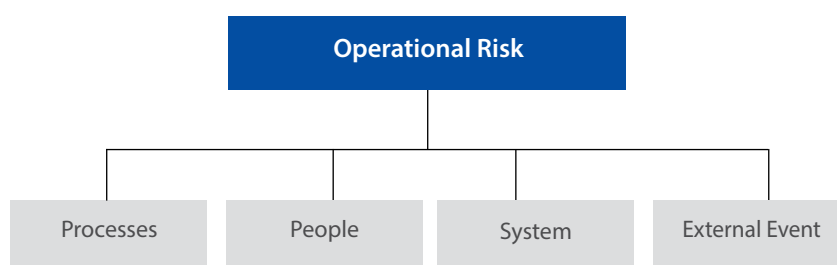 Operational Risk
Processes
People
System
External Event